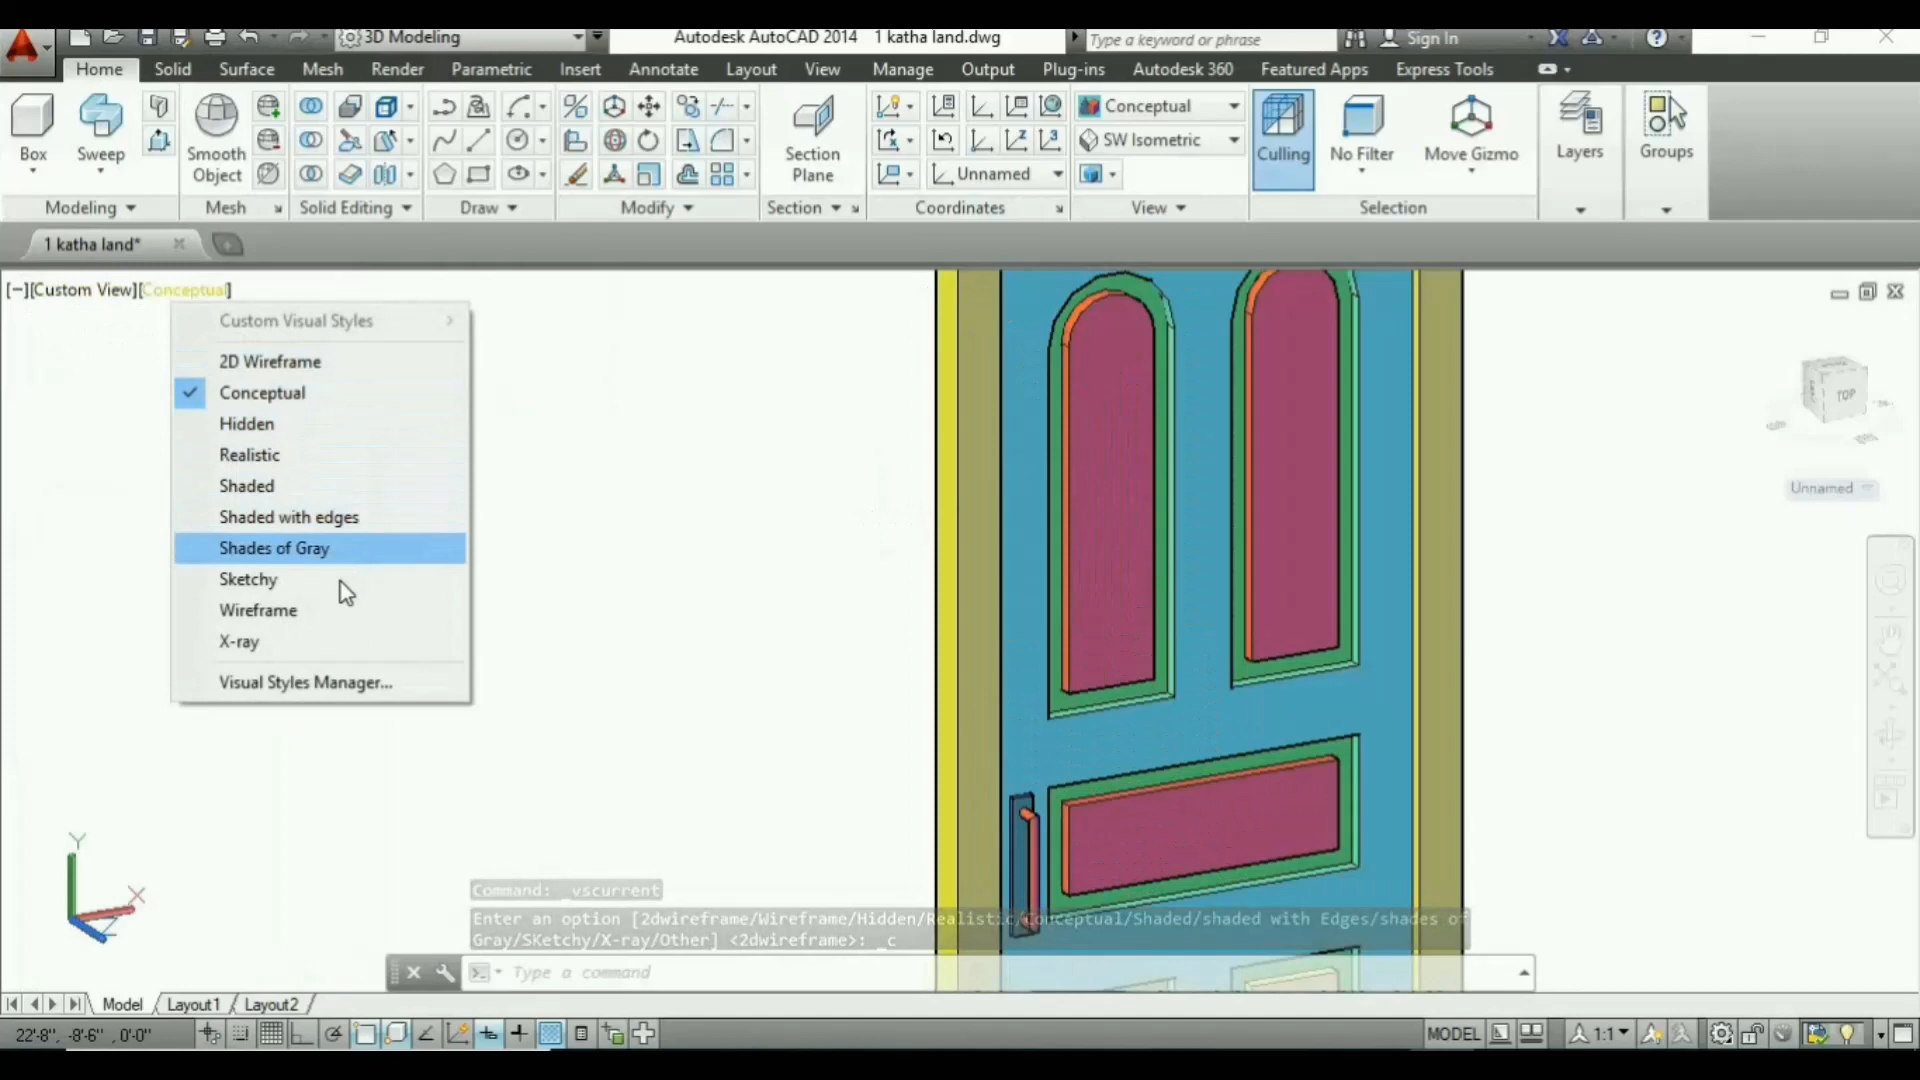 3D Modeling
Autodesk AutoCAD 2014 1 katha land.dwg
Type a keyword or phrase
Sign In
Home Solid Surface Mesh Render Parametric Insert Annotate Layout View Manage Output Plug-ins Autodesk 360 Featured Apps Express Tools
Box
Sweep
Smooth
Object
Section
Plane
Conceptual
SW Isometric
Unnamed
Culling
No Filter
Move Gizmo
Layers
Groups
Modeling Mesh Solid Editing Draw Modify Section Coordinates View Selection
1 katha land*
[−][Custom View][Conceptual]
Custom Visual Styles
2D Wireframe
Conceptual
Hidden
Realistic
Shaded
Shaded with edges
Shades of Gray
Sketchy
Wireframe
X-ray
Visual Styles Manager...
TOP
Unnamed
Y
X
Z
Command: _vscurrent
Enter an option [2dwireframe/Wireframe/Hidden/Realistic/Conceptual/Shaded/shaded with Edges/shades of
Gray/SKetchy/X-ray/Other] <2dwireframe>: _c
Type a command
Model Layout1 Layout2
22'-8", -8'-6" , 0'-0"
MODEL
1:1